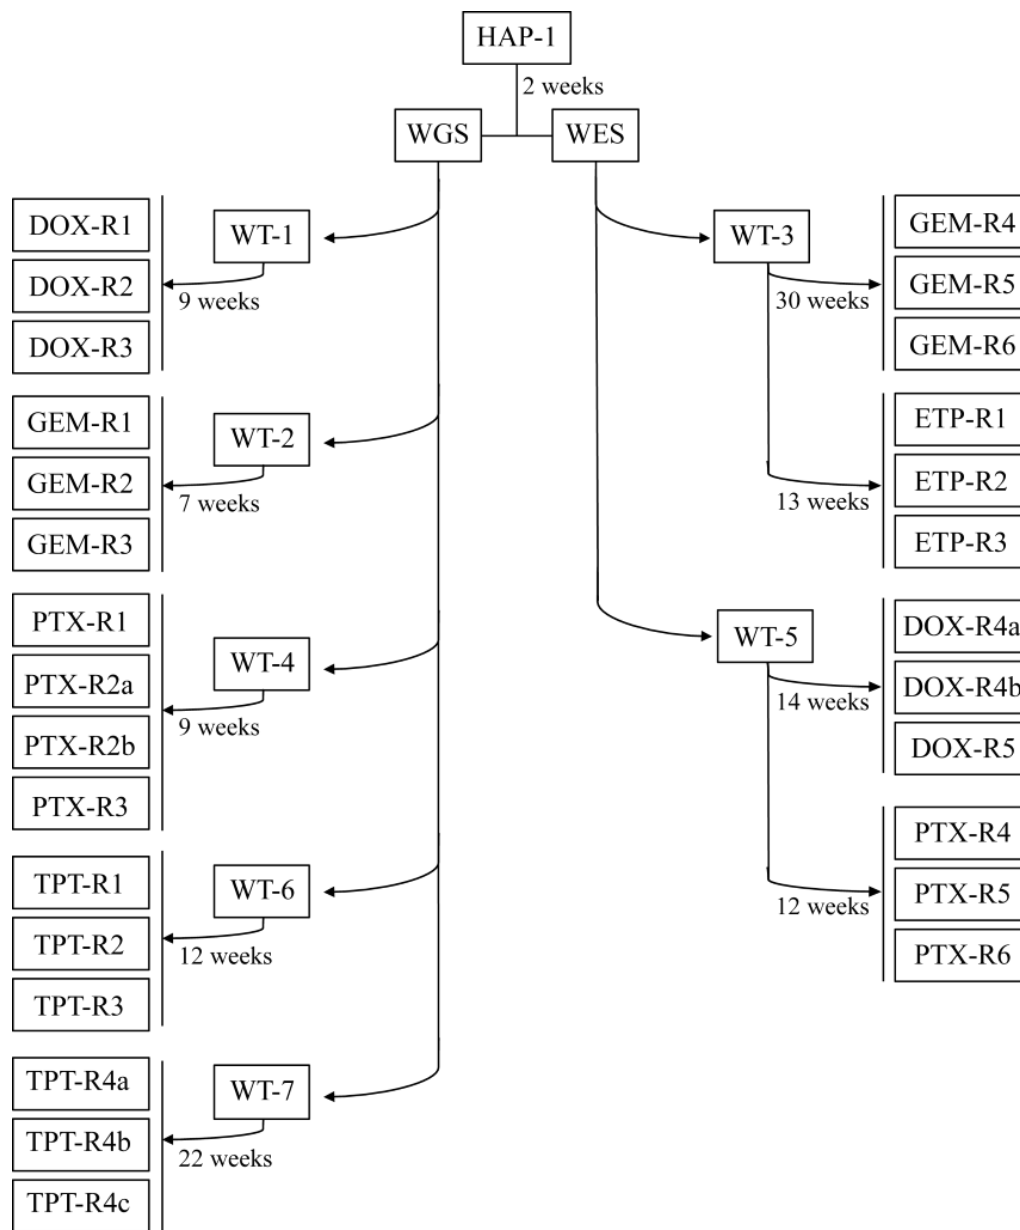 HAP-1
2 weeks
WGS
WES
DOX-R1
DOX-R2
DOX-R3
WT-1
9 weeks
GEM-R1
GEM-R2
GEM-R3
WT-2
7 weeks
PTX-R1
PTX-R2a
PTX-R2b
PTX-R3
WT-4
9 weeks
TPT-R1
TPT-R2
TPT-R3
WT-6
12 weeks
TPT-R4a
TPT-R4b
TPT-R4c
WT-7
22 weeks
WT-3
30 weeks
GEM-R4
GEM-R5
GEM-R6
13 weeks
ETP-R1
ETP-R2
ETP-R3
WT-5
14 weeks
DOX-R4a
DOX-R4b
DOX-R5
12 weeks
PTX-R4
PTX-R5
PTX-R6